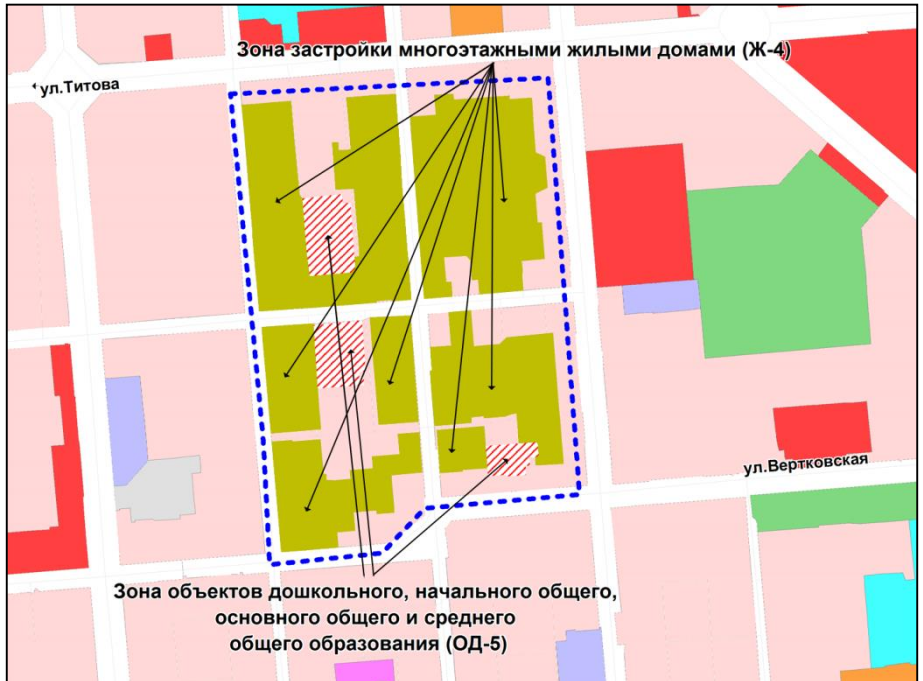 Зона застройки многоэтажными жилыми домами (Ж-4)
ул.Титова
ул.Вертковская
Зона объектов дошкольного, начального общего,
основного общего и среднего
общего образования (ОД-5)